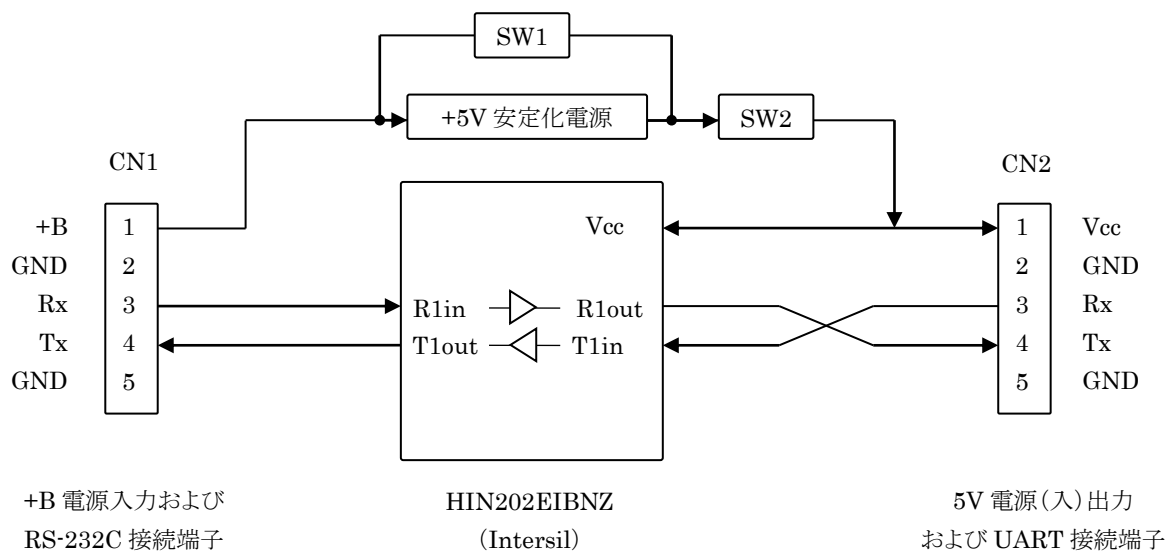 SW1
+5V 安定化電源
SW2
CN1
CN2
+B 1
GND 2
Rx 3
Tx 4
GND 5
Vcc
R1in R1out
T1out T1in
1 Vcc
2 GND
3 Rx
4 Tx
5 GND
+B 電源入力および
RS-232C 接続端子
HIN202EIBNZ
(Intersil)
5V 電源(入)出力
および UART 接続端子